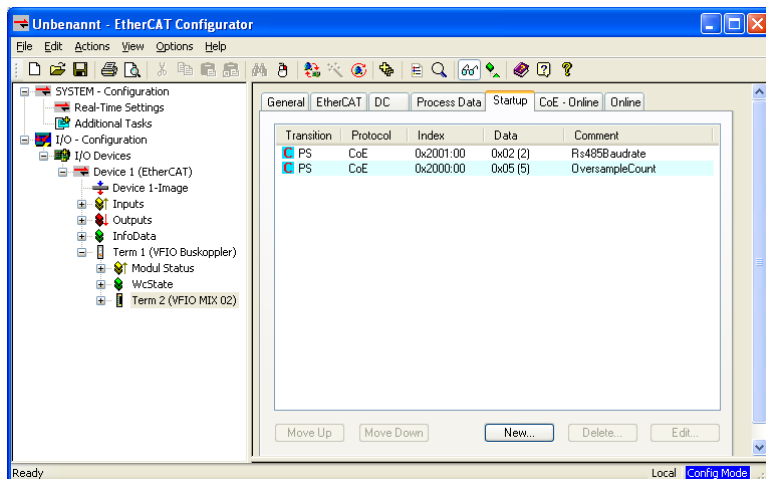 Unbenannt - EtherCAT Configurator
File Edit Actions View Options Help
SYSTEM - Configuration
Real-Time Settings
Additional Tasks
I/O - Configuration
I/O Devices
Device 1 (EtherCAT)
Device 1-Image
Inputs
Outputs
InfoData
Term 1 (VFIO Buskoppler)
Modul Status
WcState
Term 2 (VFIO MIX 02)
General EtherCAT DC Process Data Startup CoE - Online Online
Transition Protocol Index Data Comment
C PS CoE 0x2001:00 0x02 (2) Rs485Baudrate
C PS CoE 0x2000:00 0x05 (5) OversampleCount
Move Up Move Down New... Delete... Edit...
Ready Local Config Mode